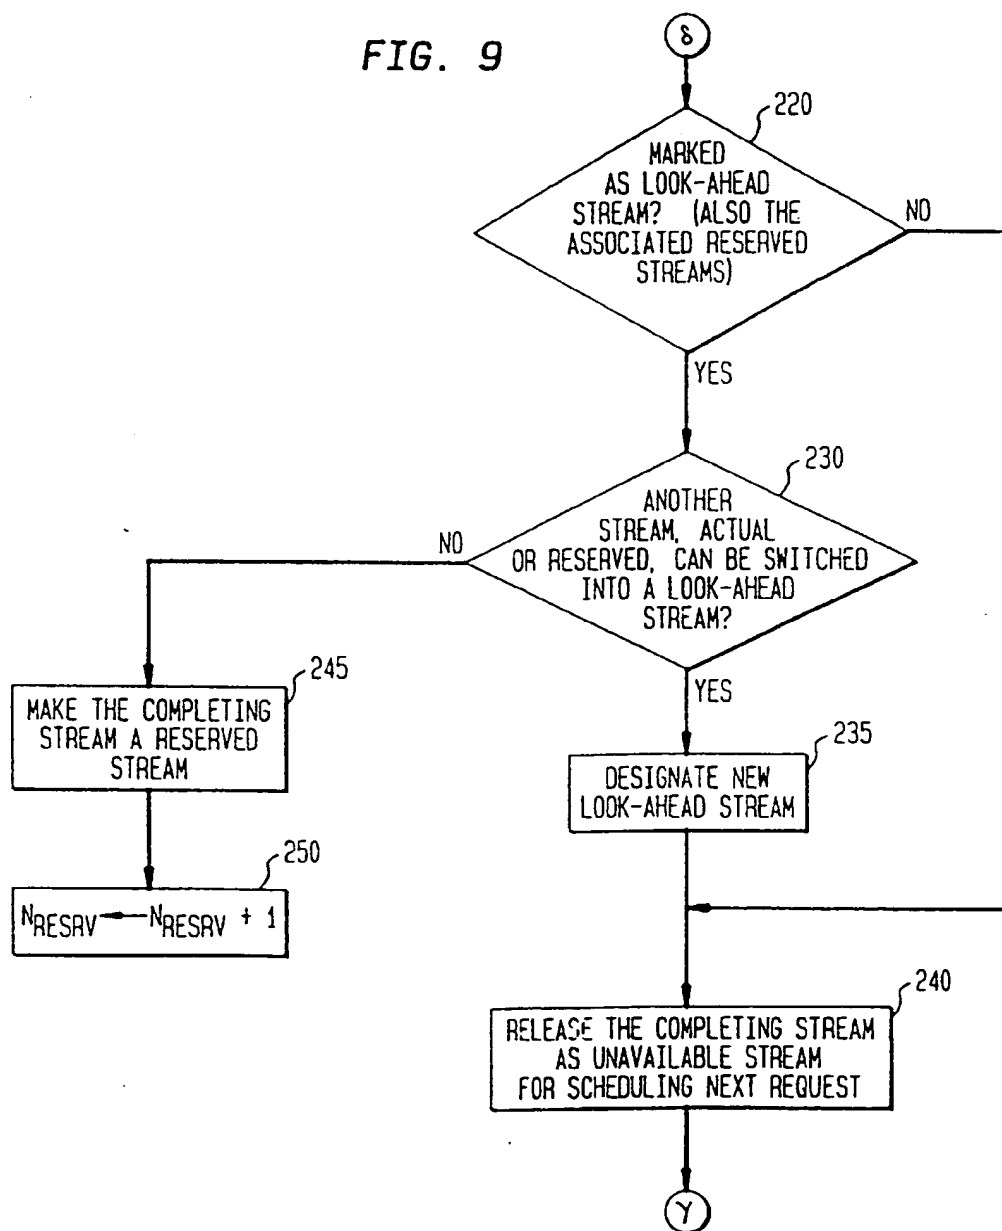 FIG. 9
δ
220
MARKED
AS LOOK-AHEAD
STREAM? (ALSO THE
ASSOCIATED RESERVED
STREAMS)
NO
YES
230
ANOTHER
STREAM, ACTUAL
OR RESERVED, CAN BE SWITCHED
INTO A LOOK-AHEAD
STREAM?
NO
YES
245
MAKE THE COMPLETING
STREAM A RESERVED
STREAM
235
DESIGNATE NEW
LOOK-AHEAD STREAM
250
N_RESRV ← N_RESRV + 1
240
RELEASE THE COMPLETING STREAM
AS UNAVAILABLE STREAM
FOR SCHEDULING NEXT REQUEST
γ